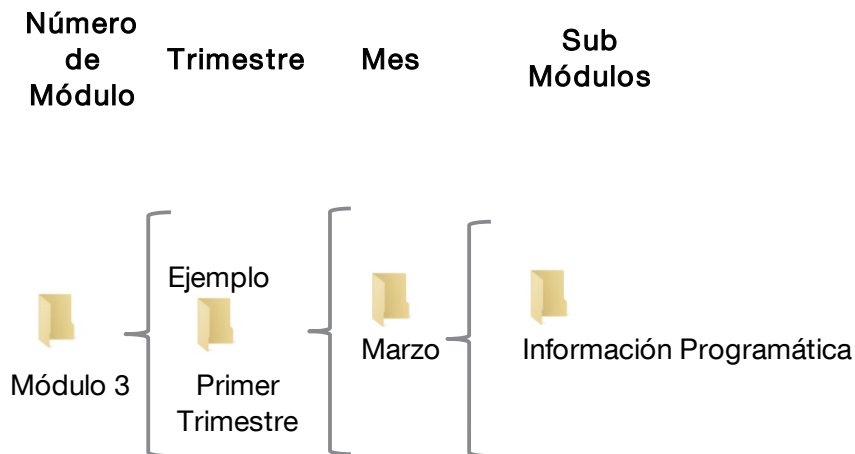 Número
de
Módulo
Trimestre
Mes
Sub
Módulos
Ejemplo
Módulo 3
Primer
Trimestre
Marzo
Información Programática